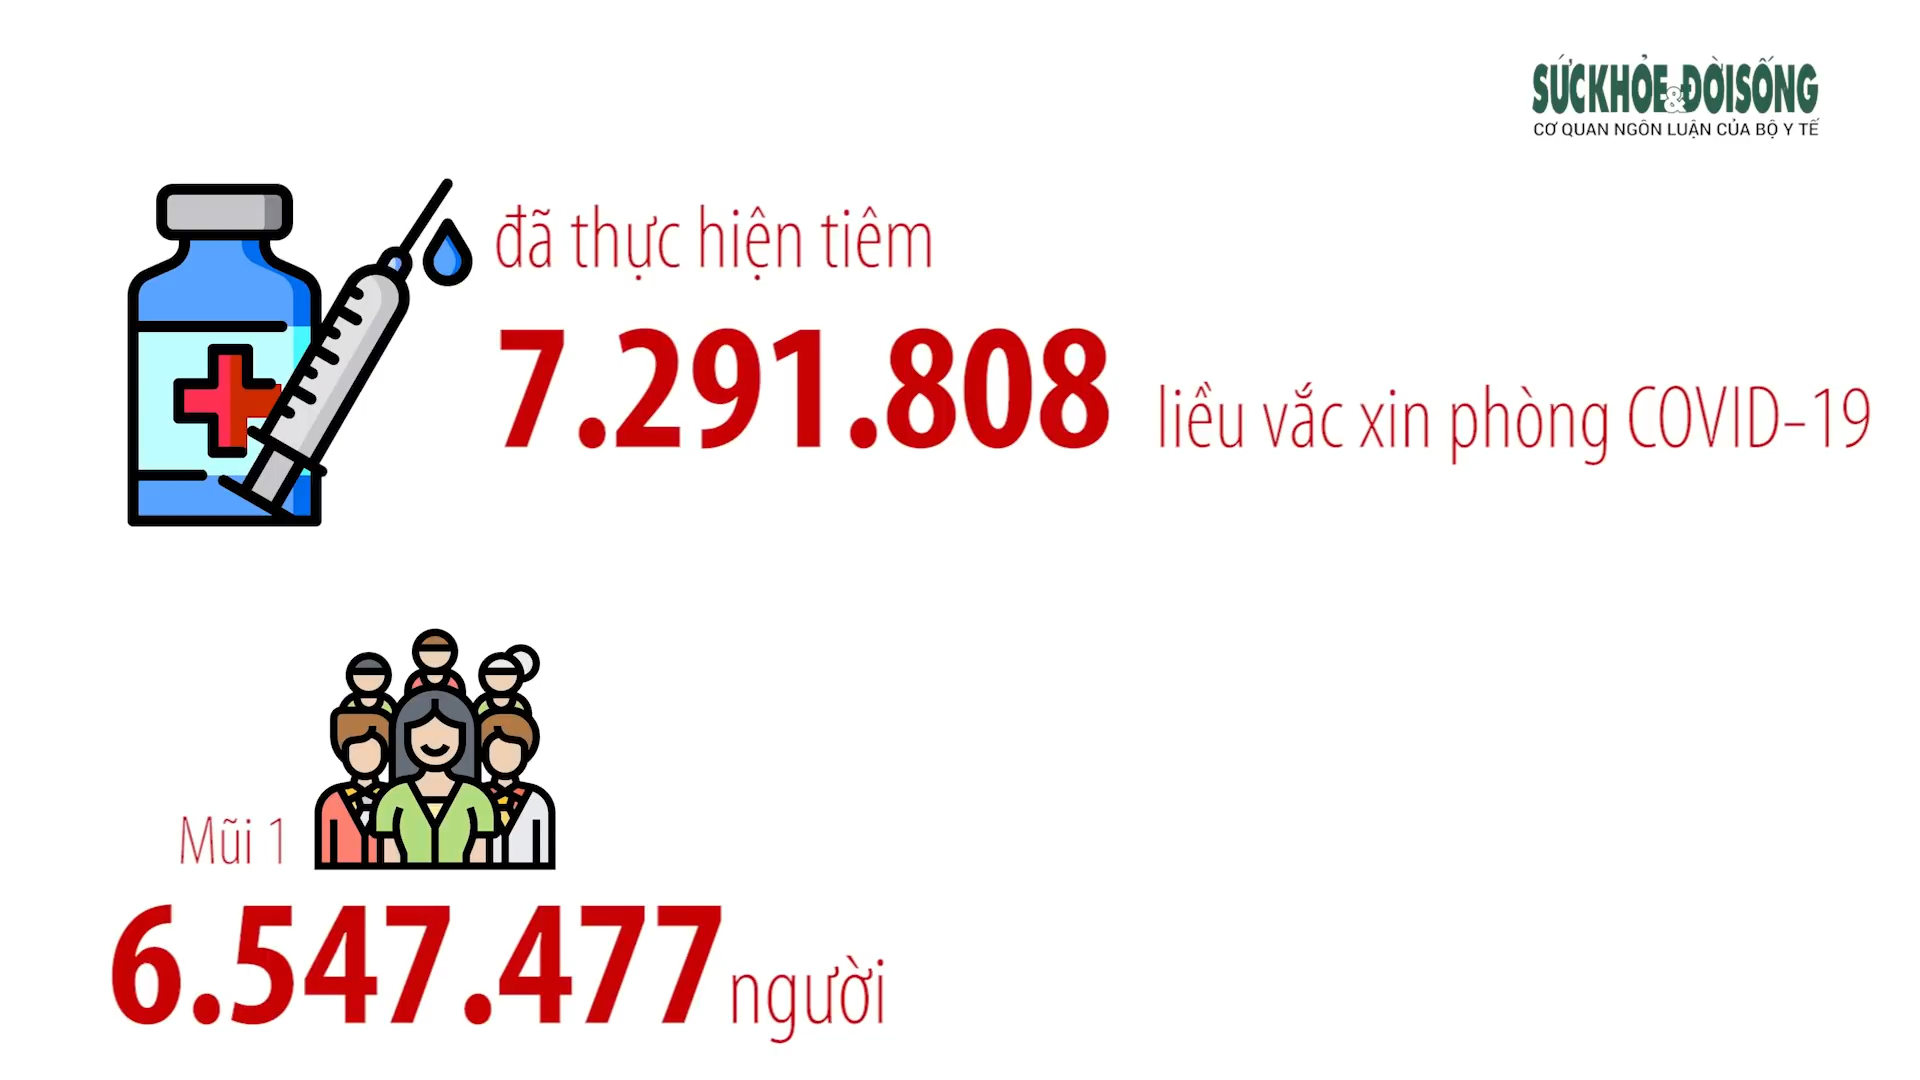 SỨCKHỎE&ĐỜISỐNG
CƠ QUAN NGÔN LUẬN CỦA BỘ Y TẾ
đã thực hiện tiêm
7.291.808 liều vắc xin phòng COVID-19
Mũi 1
6.547.477 người